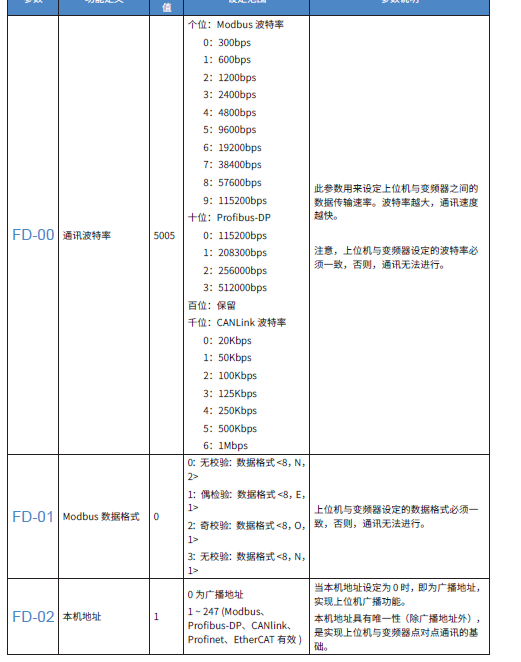 值
FD-00
通讯波特率
5005
个位：Modbus 波特率
0：300bps
1：600bps
2：1200bps
3：2400bps
4：4800bps
5：9600bps
6：19200bps
7：38400bps
8：57600bps
9：115200bps
十位：Profibus-DP
0：115200bps
1：208300bps
2：256000bps
3：512000bps
百位：保留
千位：CANLink 波特率
0：20Kbps
1：50Kbps
2：100Kbps
3：125Kbps
4：250Kbps
5：500Kbps
6：1Mbps
此参数用来设定上位机与变频器之间的
数据传输速率。波特率越大，通讯速度
越快。
注意，上位机与变频器设定的波特率必
须一致，否则，通讯无法进行。
FD-01
Modbus 数据格式
0
0: 无校验：数据格式 <8，N，
2>
1：偶检验：数据格式 <8，E，
1>
2：奇校验：数据格式 <8，O，
1>
3：无校验：数据格式 <8，N，
1>
上位机与变频器设定的数据格式必须一
致，否则，通讯无法进行。
FD-02
本机地址
1
0 为广播地址
1 ~ 247 (Modbus、
Profibus-DP、CANlink、
Profinet、EtherCAT 有效 )
当本机地址设定为 0 时，即为广播地址，
实现上位机广播功能。
本机地址具有唯一性（除广播地址外），
是实现上位机与变频器点对点通讯的基
础。